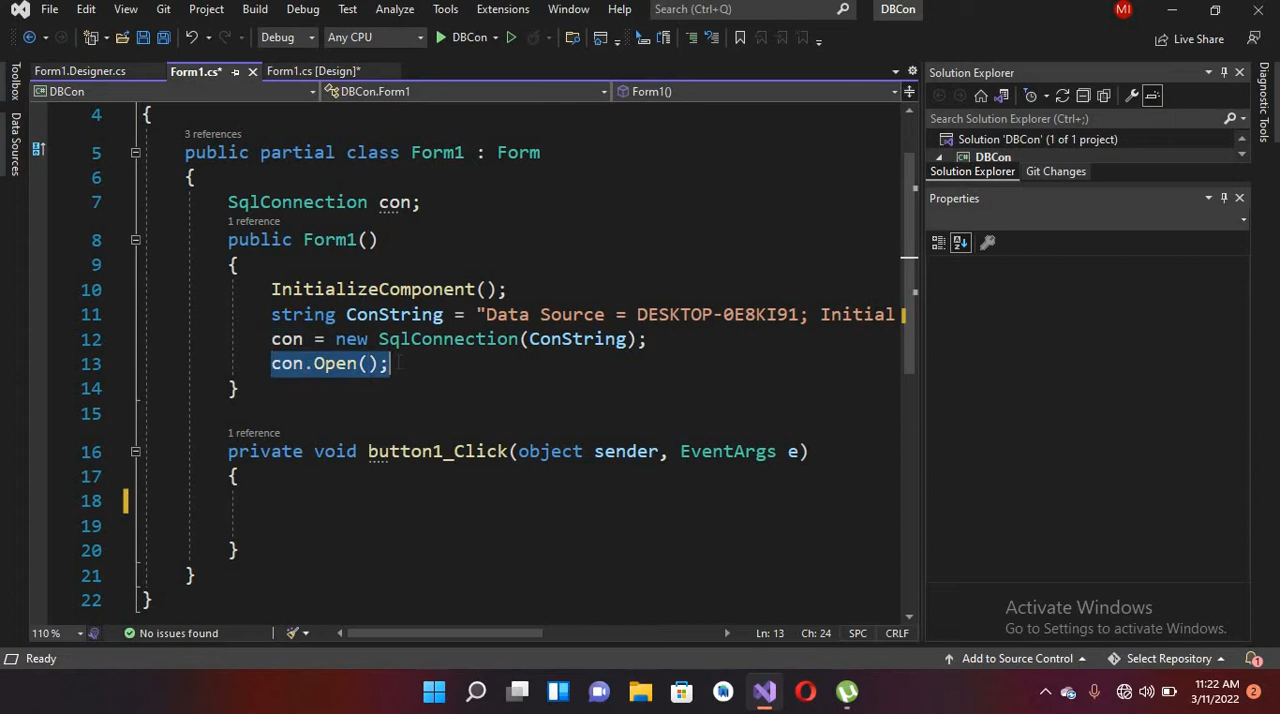 File Edit View Git Project Build Debug Test Analyze Tools Extensions Window Help Search (Ctrl+Q) DBCon MI
Debug Any CPU DBCon Live Share
Toolbox
Data Sources
Form1.Designer.cs Form1.cs* Form1.cs [Design]*
DBCon DBCon.Form1 Form1()
4 {
3 references
5 public partial class Form1 : Form
6 {
7 SqlConnection con;
1 reference
8 public Form1()
9 {
10 InitializeComponent();
11 string ConString = "Data Source = DESKTOP-0E8KI91; Initial
12 con = new SqlConnection(ConString);
13 con.Open();
14 }
15
1 reference
16 private void button1_Click(object sender, EventArgs e)
17 {
18
19
20 }
21 }
22 }
110 % No issues found Ln: 13 Ch: 24 SPC CRLF
Solution Explorer
Search Solution Explorer (Ctrl+;)
Solution 'DBCon' (1 of 1 project)
DBCon
Solution Explorer Git Changes
Properties
Diagnostic Tools
Activate Windows
Go to Settings to activate Windows.
Ready Add to Source Control Select Repository 1
11:22 AM
3/11/2022 2